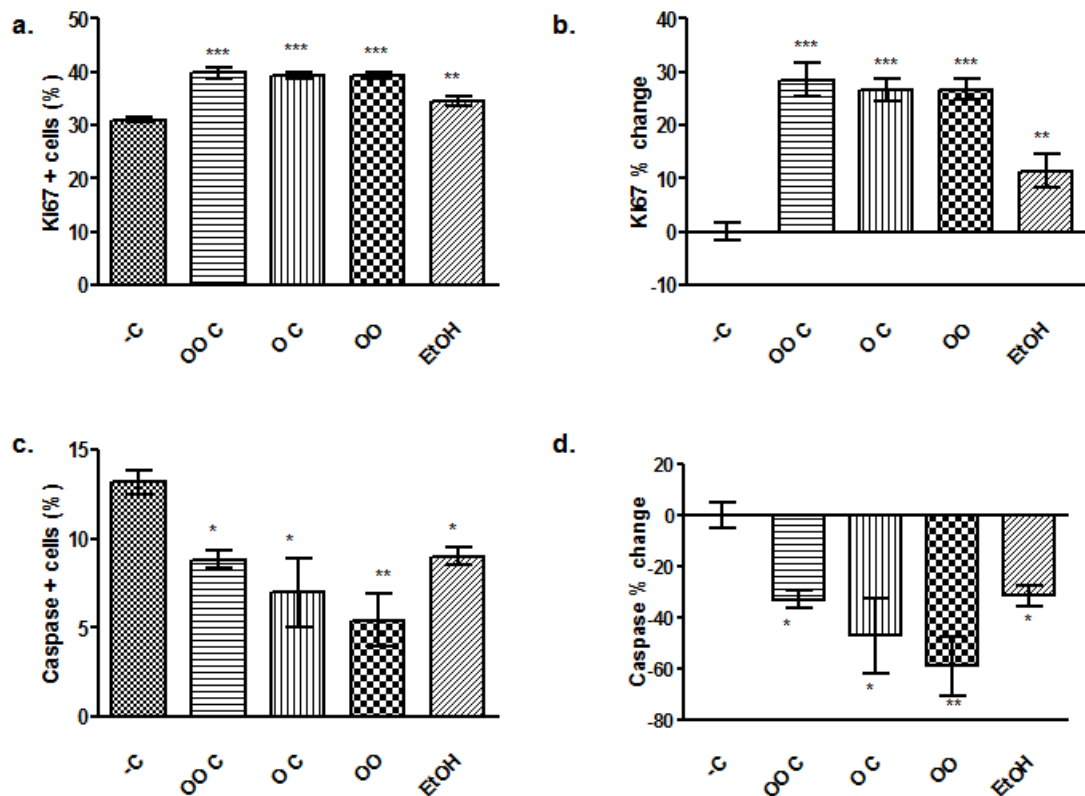 a.
KI67 + cells (%)
50
40
30
20
10
0
***
***
***
**
-C
OO C
O C
OO
EtOH
b.
KI67 % change
40
30
20
10
0
-10
***
***
***
**
-C
OO C
O C
OO
EtOH
c.
Caspase + cells (%)
15
10
5
0
*
*
**
*
-C
OO C
O C
OO
EtOH
d.
Caspase % change
20
0
-20
-40
-60
-80
*
*
**
*
-C
OO C
O C
OO
EtOH